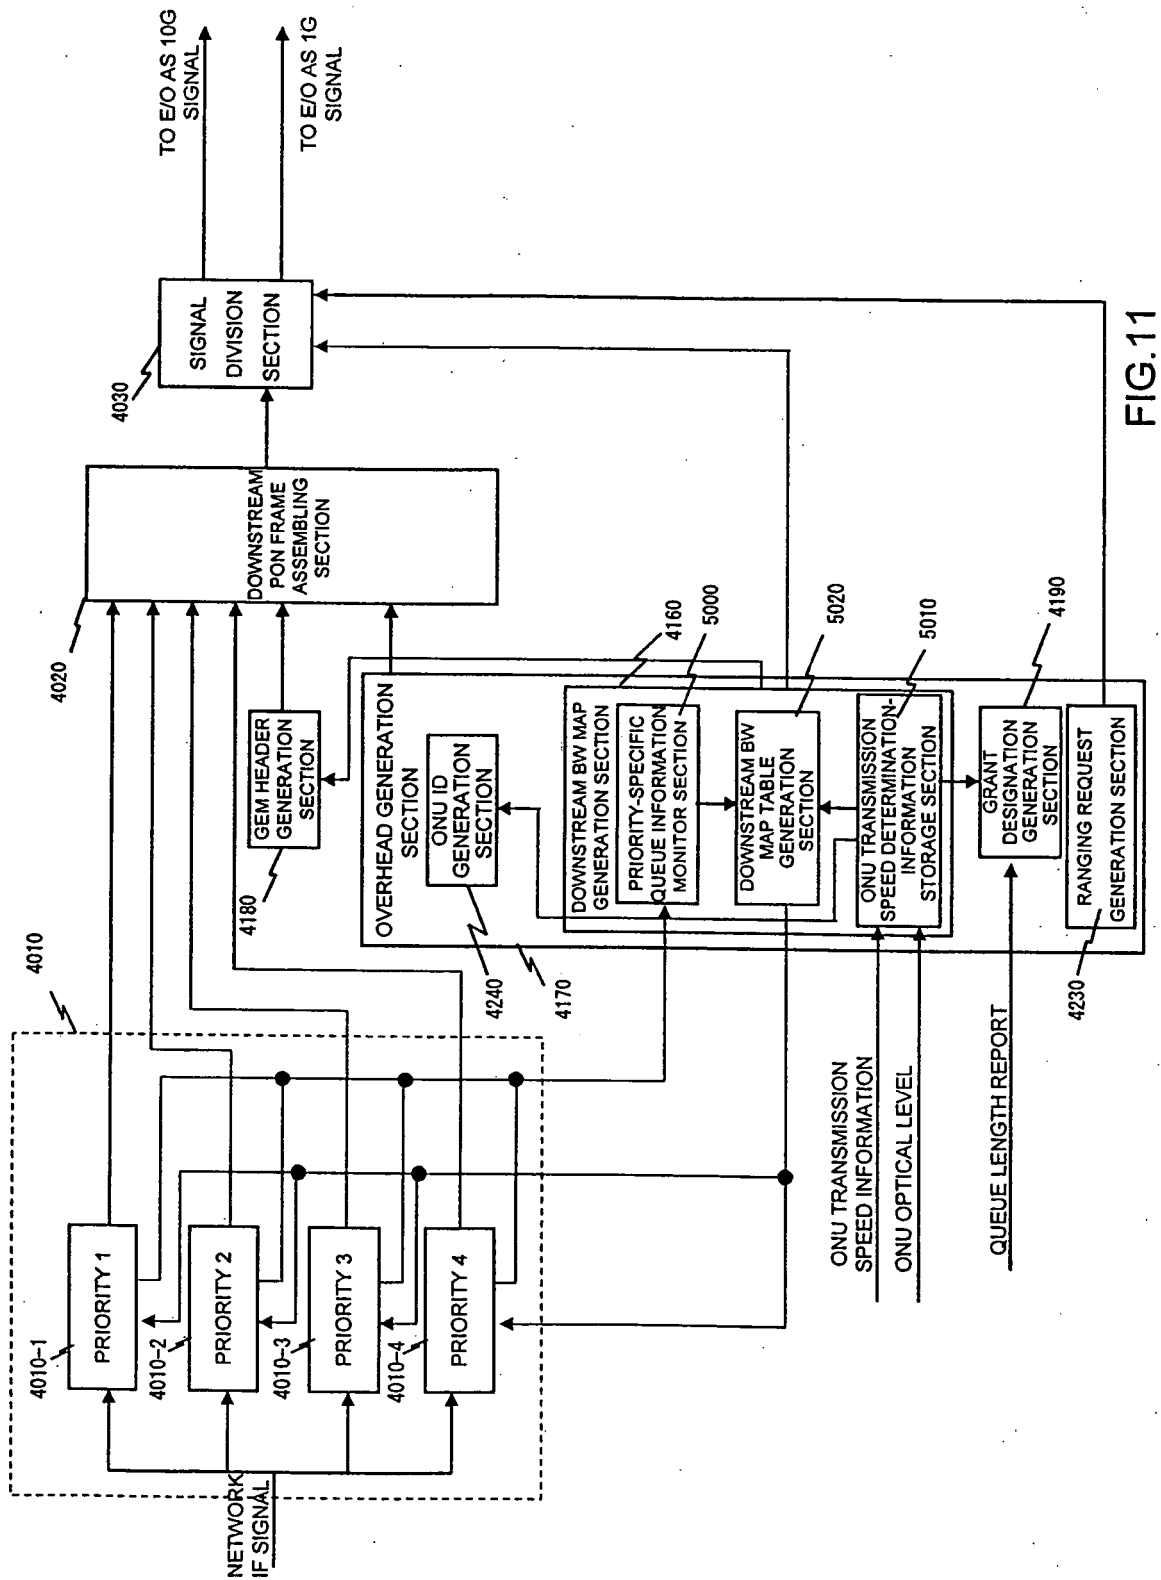 NETWORK
IF SIGNAL
4010
4010-1
PRIORITY 1
4010-2
PRIORITY 2
4010-3
PRIORITY 3
4010-4
PRIORITY 4
4020
DOWNSTREAM
PON FRAME
ASSEMBLING
SECTION
4030
SIGNAL
DIVISION
SECTION
TO E/O AS 10G
SIGNAL
TO E/O AS 1G
SIGNAL
4180
GEM HEADER
GENERATION
SECTION
4170
OVERHEAD GENERATION
SECTION
4240
ONU ID
GENERATION
SECTION
4160
DOWNSTREAM BW MAP
GENERATION SECTION
5000
PRIORITY-SPECIFIC
QUEUE INFORMATION
MONITOR SECTION
5020
DOWNSTREAM BW
MAP TABLE
GENERATION
SECTION
5010
ONU TRANSMISSION
SPEED DETERMINATION-
INFORMATION
STORAGE SECTION
4190
GRANT
DESIGNATION
GENERATION
SECTION
4230
RANGING REQUEST
GENERATION SECTION
ONU TRANSMISSION
SPEED INFORMATION
ONU OPTICAL LEVEL
QUEUE LENGTH REPORT
FIG.11